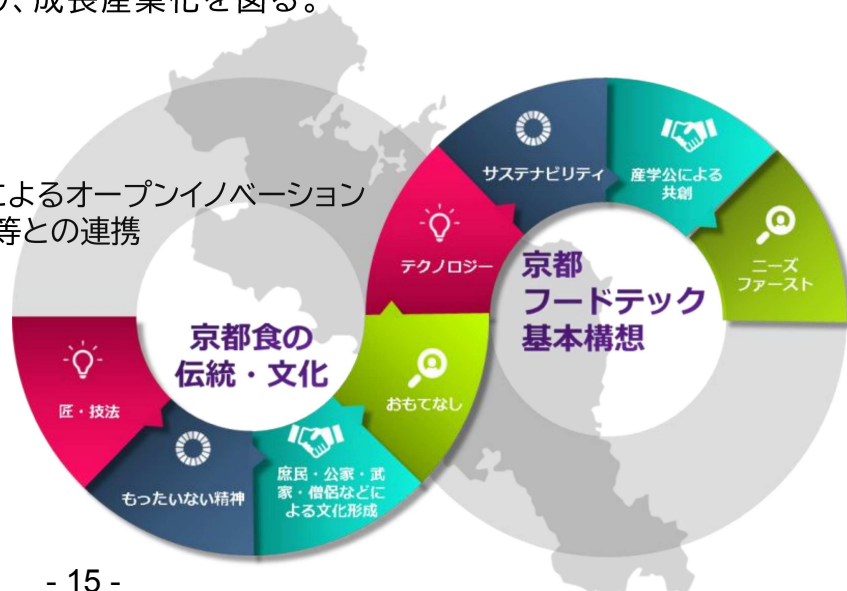 、成長産業化を図る。
によるオープンイノベーション
等との連携
サステナビリティ
産学公による
共創
ニーズ
ファースト
テクノロジー
京都
フードテック
基本構想
京都食の
伝統・文化
匠・技法
もったいない精神
庶民・公家・武
家・僧侶などに
よる文化形成
おもてなし
- 15 -